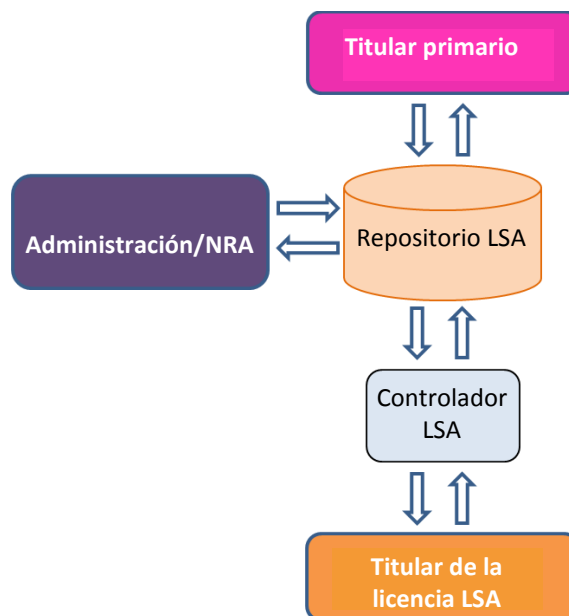 Titular primario
Administración/NRA
Repositorio LSA
Controlador
LSA
Titular de la
licencia LSA